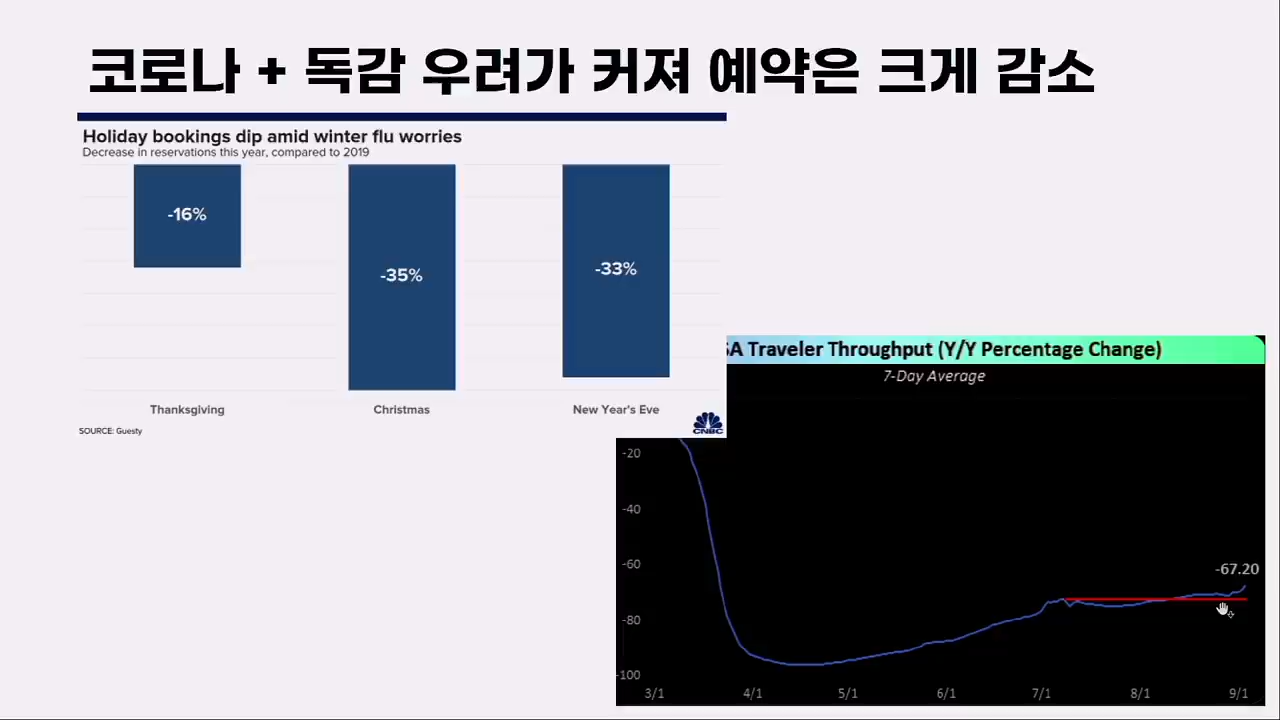 코로나 + 독감 우려가 커져 예약은 크게 감소
Holiday bookings dip amid winter flu worries
Decrease in reservations this year, compared to 2019
-16%
-35%
-33%
Thanksgiving
Christmas
New Year's Eve
SOURCE: Guesty
CNBC
SA Traveler Throughput (Y/Y Percentage Change)
7-Day Average
-20
-40
-60
-80
-100
-67.20
3/1
4/1
5/1
6/1
7/1
8/1
9/1